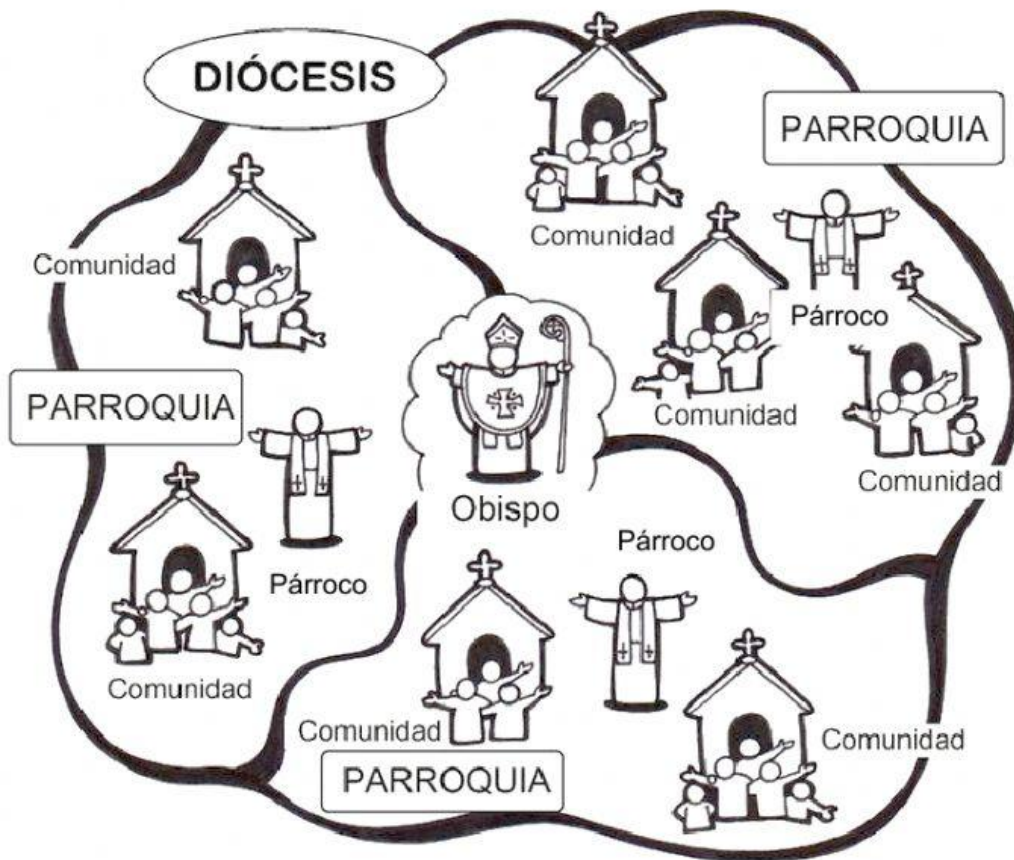 DIÓCESIS
PARROQUIA
Comunidad
Comunidad
Párroco
PARROQUIA
Comunidad
Comunidad
Obispo
Párroco
Párroco
Comunidad
Comunidad
Comunidad
PARROQUIA